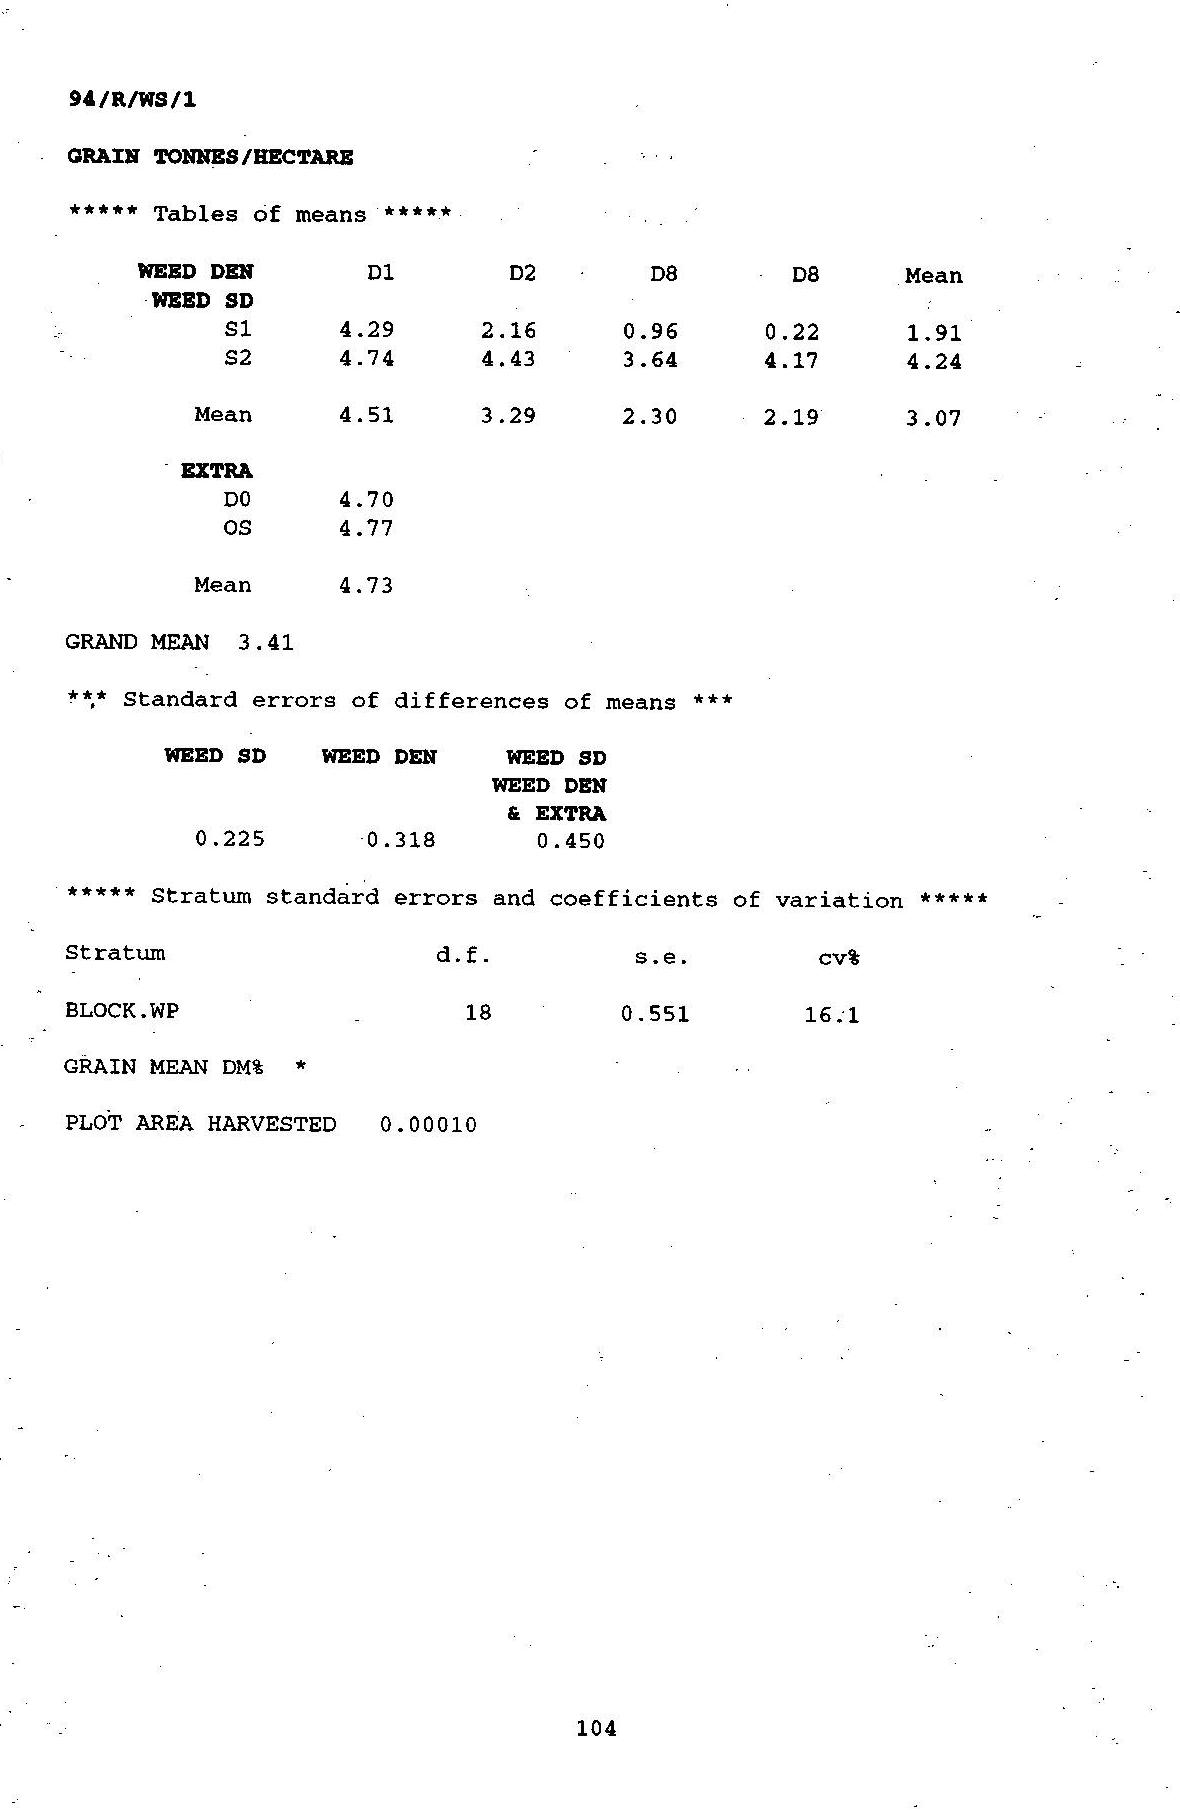 94/R/WS/1
GRAIN TONNES/HECTARE
***** Tables of means *****
WEED DEN D1 D2 D8 D8 Mean
WEED SD
S1 4.29 2.16 0.96 0.22 1.91
S2 4.74 4.43 3.64 4.17 4.24
Mean 4.51 3.29 2.30 2.19 3.07
EXTRA
D0 4.70
OS 4.77
Mean 4.73
GRAND MEAN 3.41
*** Standard errors of differences of means ***
WEED SD WEED DEN WEED SD
WEED DEN
& EXTRA
0.225 0.318 0.450
***** Stratum standard errors and coefficients of variation *****
Stratum d.f. s.e. cv%
BLOCK.WP 18 0.551 16.1
GRAIN MEAN DM% *
PLOT AREA HARVESTED 0.00010
104